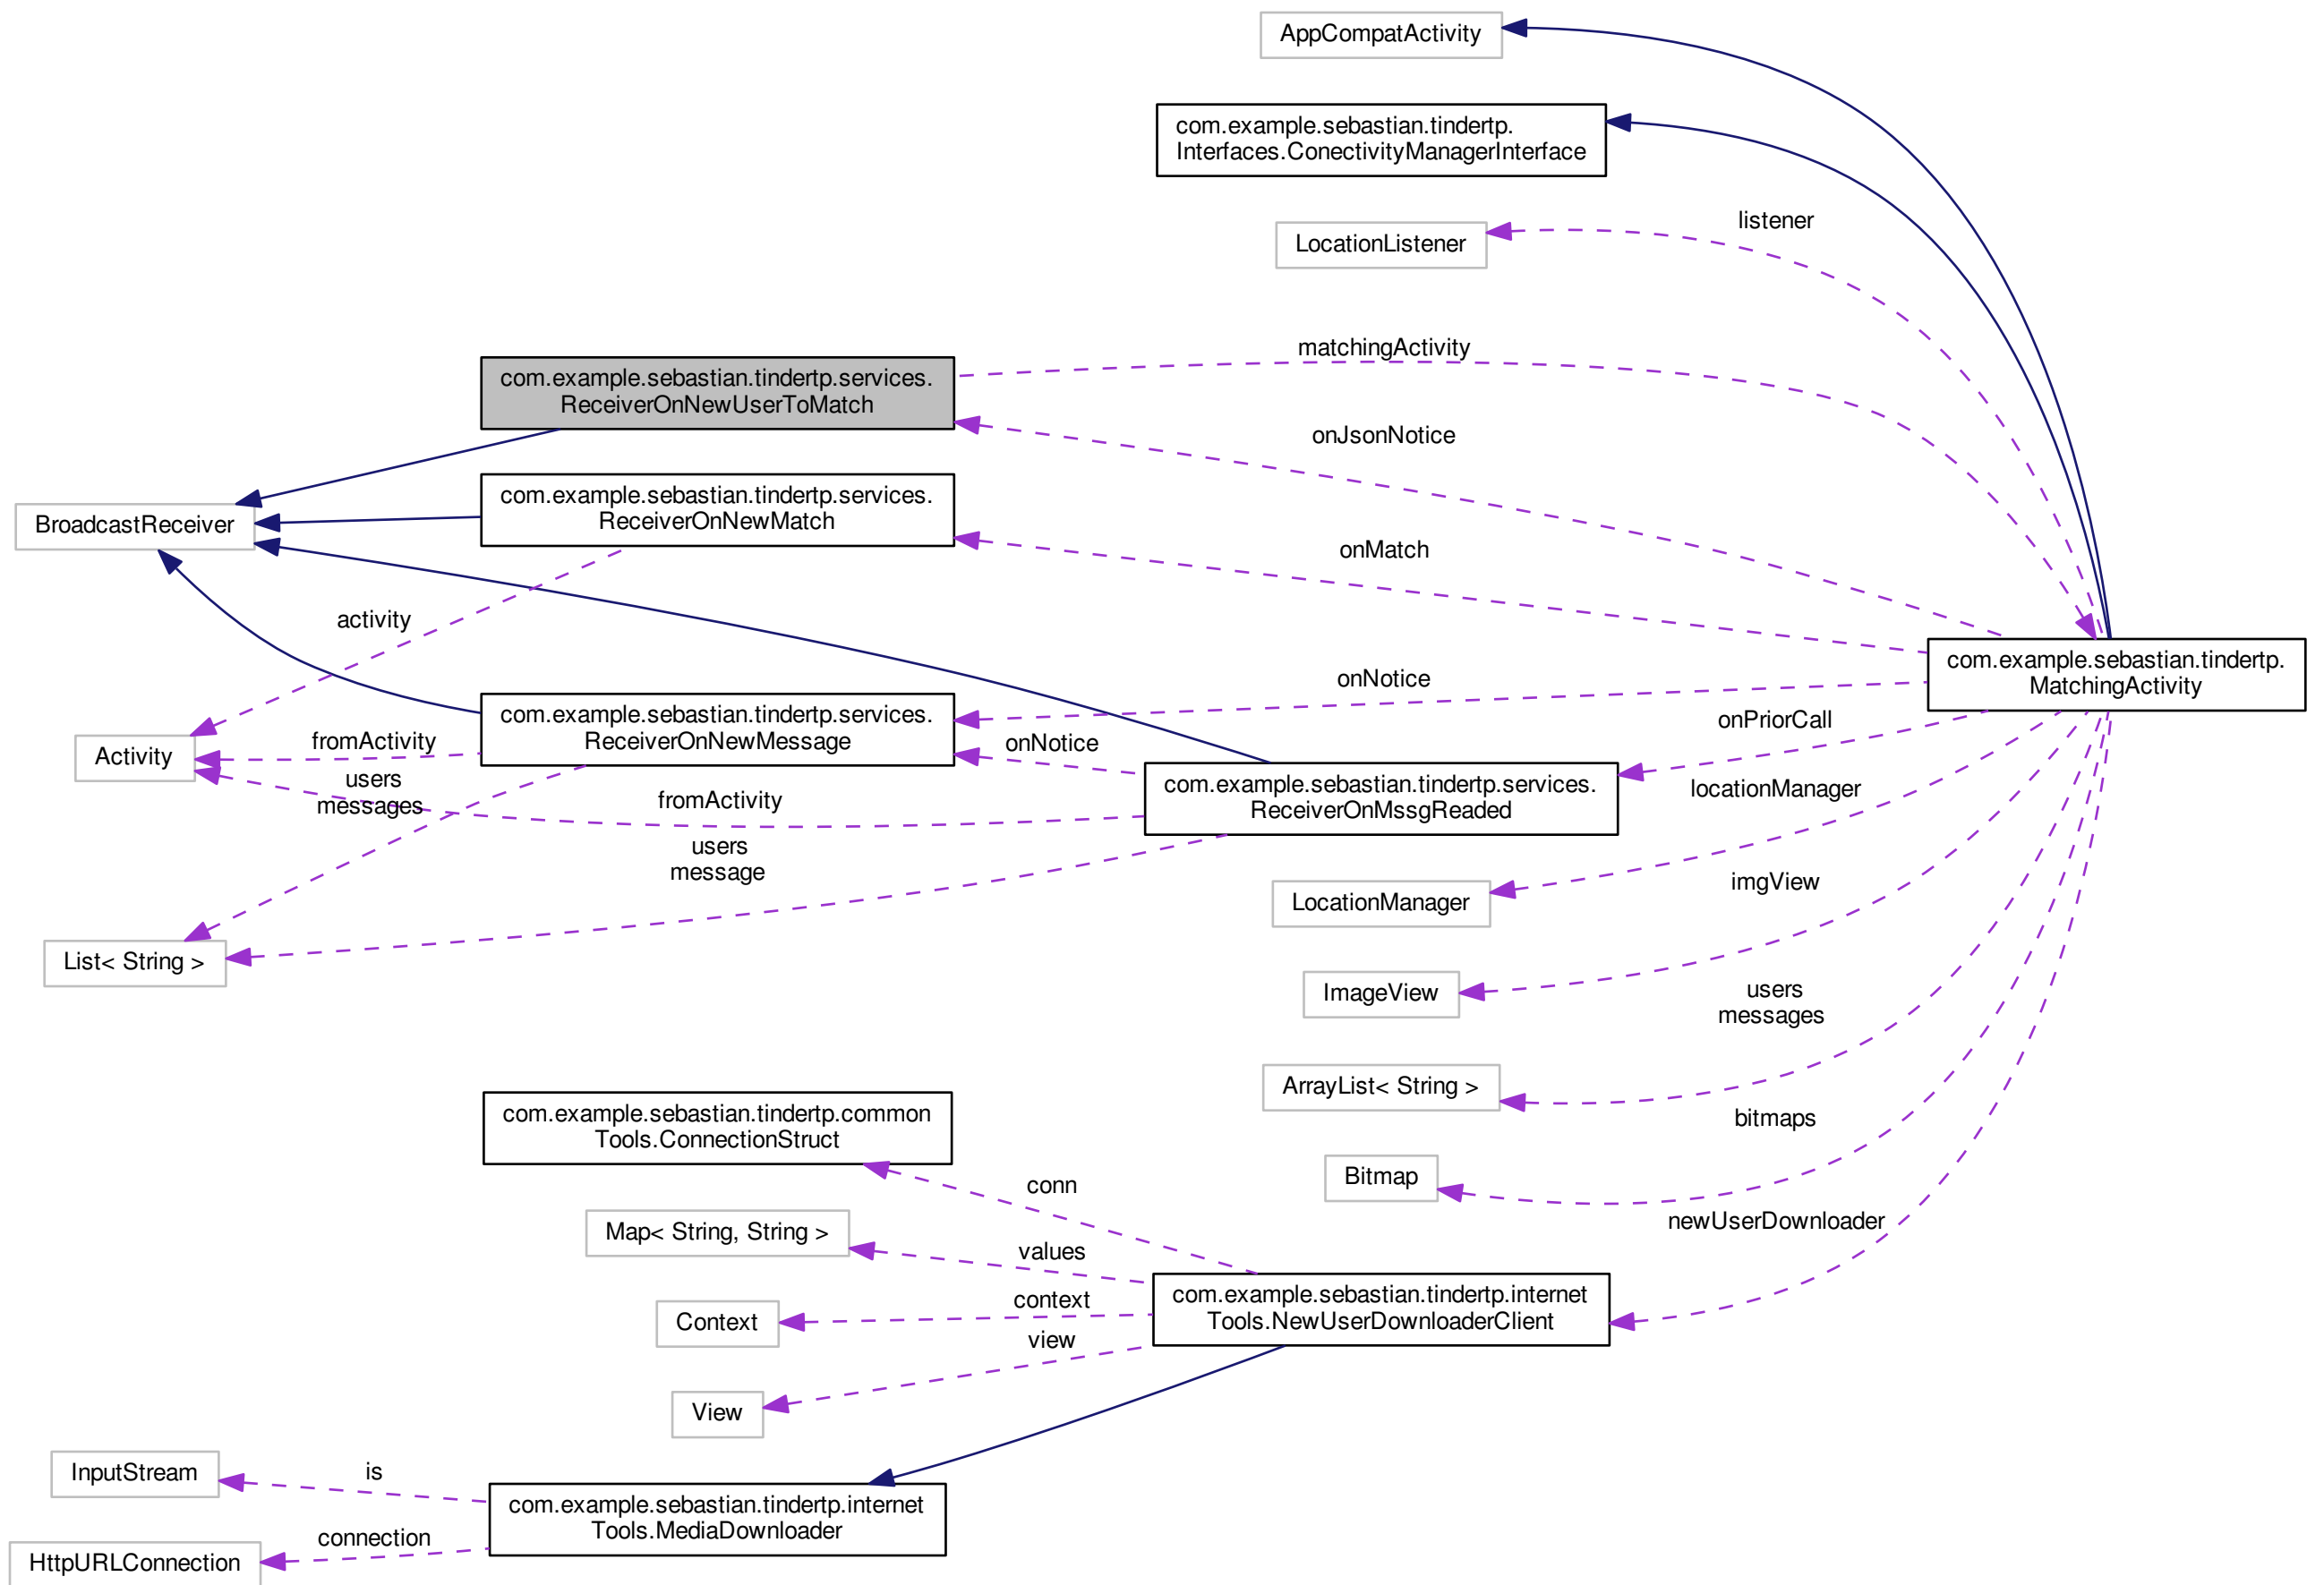 AppCompatActivity
com.example.sebastian.tindertp.
Interfaces.ConectivityManagerInterface
listener
LocationListener
matchingActivity
com.example.sebastian.tindertp.services.
ReceiverOnNewUserToMatch
onJsonNotice
com.example.sebastian.tindertp.services.
ReceiverOnNewMatch
BroadcastReceiver
onMatch
activity
com.example.sebastian.tindertp.
MatchingActivity
onNotice
com.example.sebastian.tindertp.services.
ReceiverOnNewMessage
onPriorCall
fromActivity
onNotice
Activity
users
messages
com.example.sebastian.tindertp.services.
ReceiverOnMssgReaded
fromActivity
locationManager
users
message
imgView
LocationManager
List< String >
ImageView
users
messages
ArrayList< String >
com.example.sebastian.tindertp.common
Tools.ConnectionStruct
bitmaps
Bitmap
conn
newUserDownloader
Map< String, String >
values
com.example.sebastian.tindertp.internet
Tools.NewUserDownloaderClient
context
Context
view
View
InputStream
is
com.example.sebastian.tindertp.internet
Tools.MediaDownloader
connection
HttpURLConnection